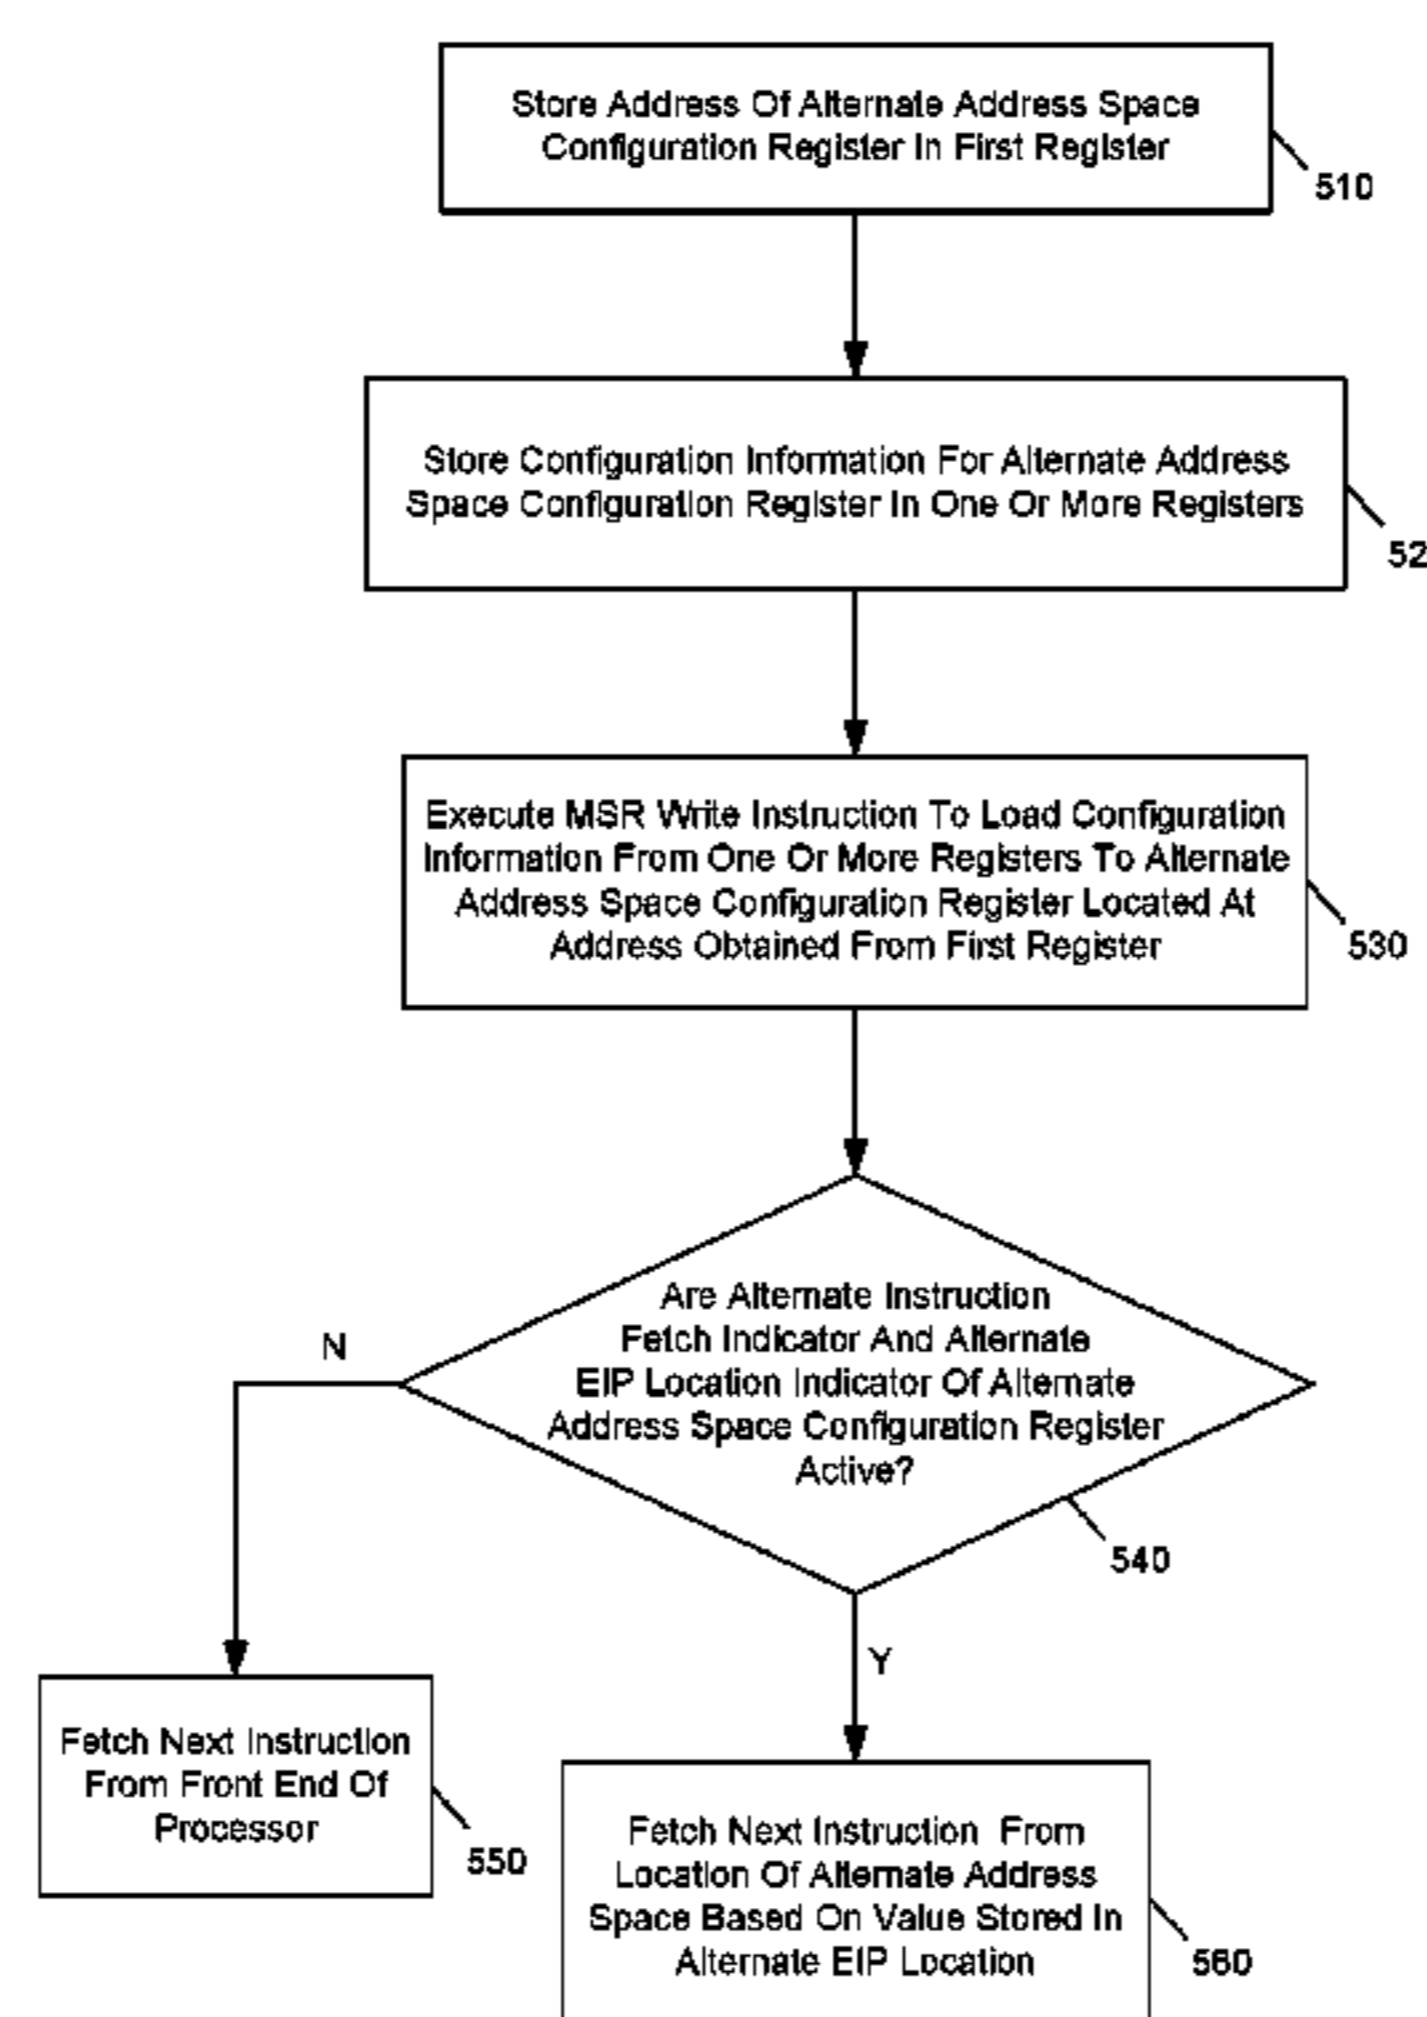 Store Address Of Alternate Address Space
Configuration Register In First Register
510
Store Configuration Information For Alternate Address
Space Configuration Register In One Or More Registers
52
Execute MSR Write Instruction To Load Configuration
Information From One Or More Registers To Alternate
Address Space Configuration Register Located At
Address Obtained From First Register
530
Are Alternate Instruction
Fetch Indicator And Alternate
EIP Location Indicator Of Alternate
Address Space Configuration Register
Active?
N
540
Y
Fetch Next Instruction
From Front End Of
Processor
550
Fetch Next Instruction From
Location Of Alternate Address
Space Based On Value Stored In
Alternate EIP Location
560